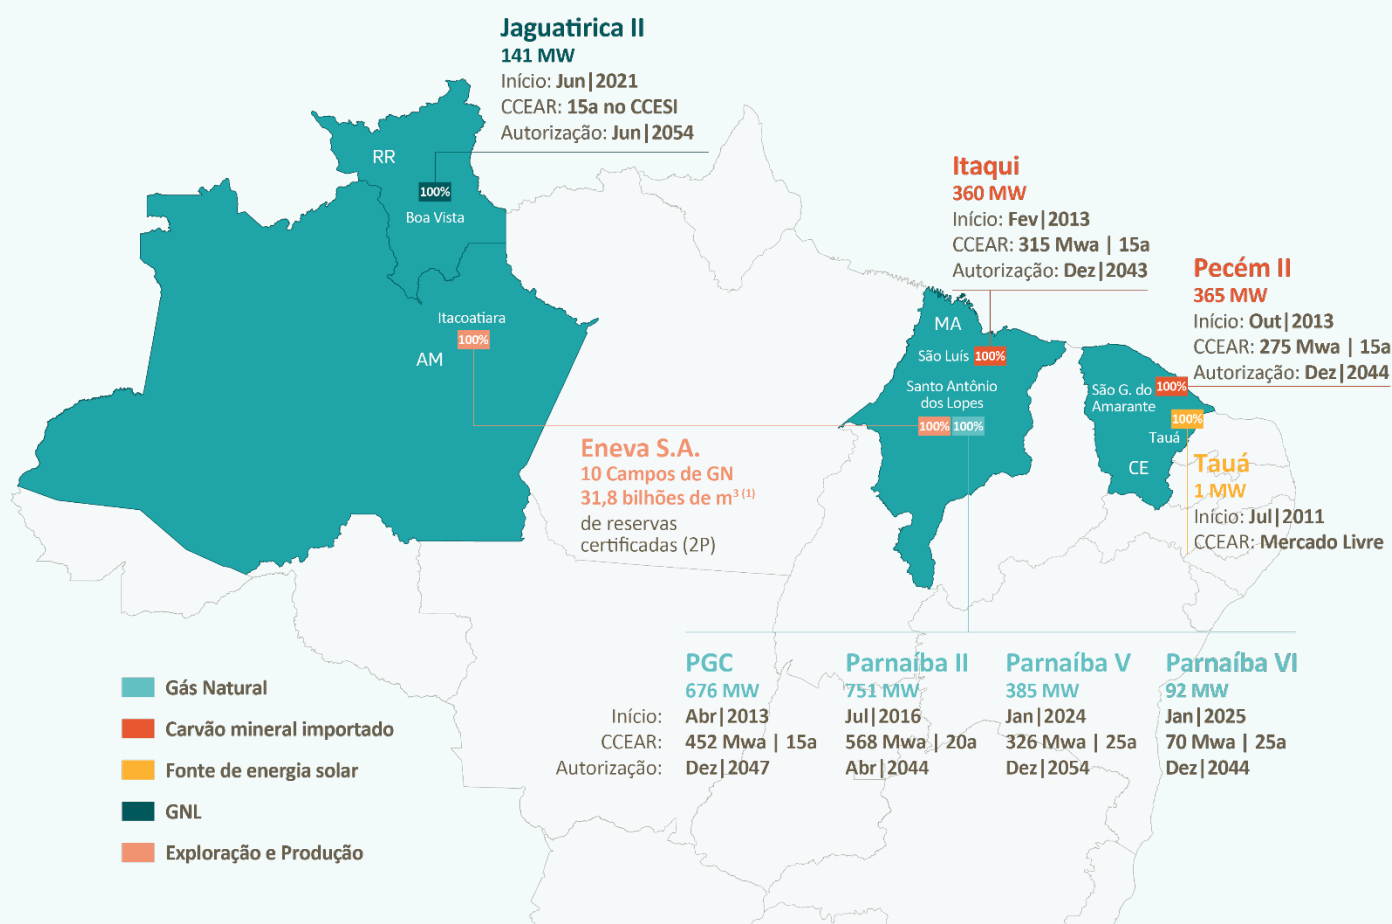 Jaguatirica II
141 MW
Início: Jun|2021
CCEAR: 15a no CCESI
Autorização: Jun|2054
RR
100%
Boa Vista
Itacoatiara
100%
AM
Itaqui
360 MW
Início: Fev|2013
CCEAR: 315 Mwa | 15a
Autorização: Dez|2043
Pecém II
365 MW
Início: Out|2013
CCEAR: 275 Mwa | 15a
Autorização: Dez|2044
MA
São Luís 100%
Santo Antônio
dos Lopes
100% 100%
100%
São G. do
Amarante
100%
Tauá
CE
Eneva S.A.
10 Campos de GN
31,8 bilhões de m³ (1)
de reservas
certificadas (2P)
Tauá
1 MW
Início: Jul|2011
CCEAR: Mercado Livre
PGC Parnaíba II Parnaíba V Parnaíba VI
676 MW 751 MW 385 MW 92 MW
Início: Abr|2013 Jul|2016 Jan|2024 Jan|2025
CCEAR: 452 Mwa | 15a 568 Mwa | 20a 326 Mwa | 25a 70 Mwa | 25a
Autorização: Dez|2047 Abr|2044 Dez|2054 Dez|2044
Gás Natural
Carvão mineral importado
Fonte de energia solar
GNL
Exploração e Produção